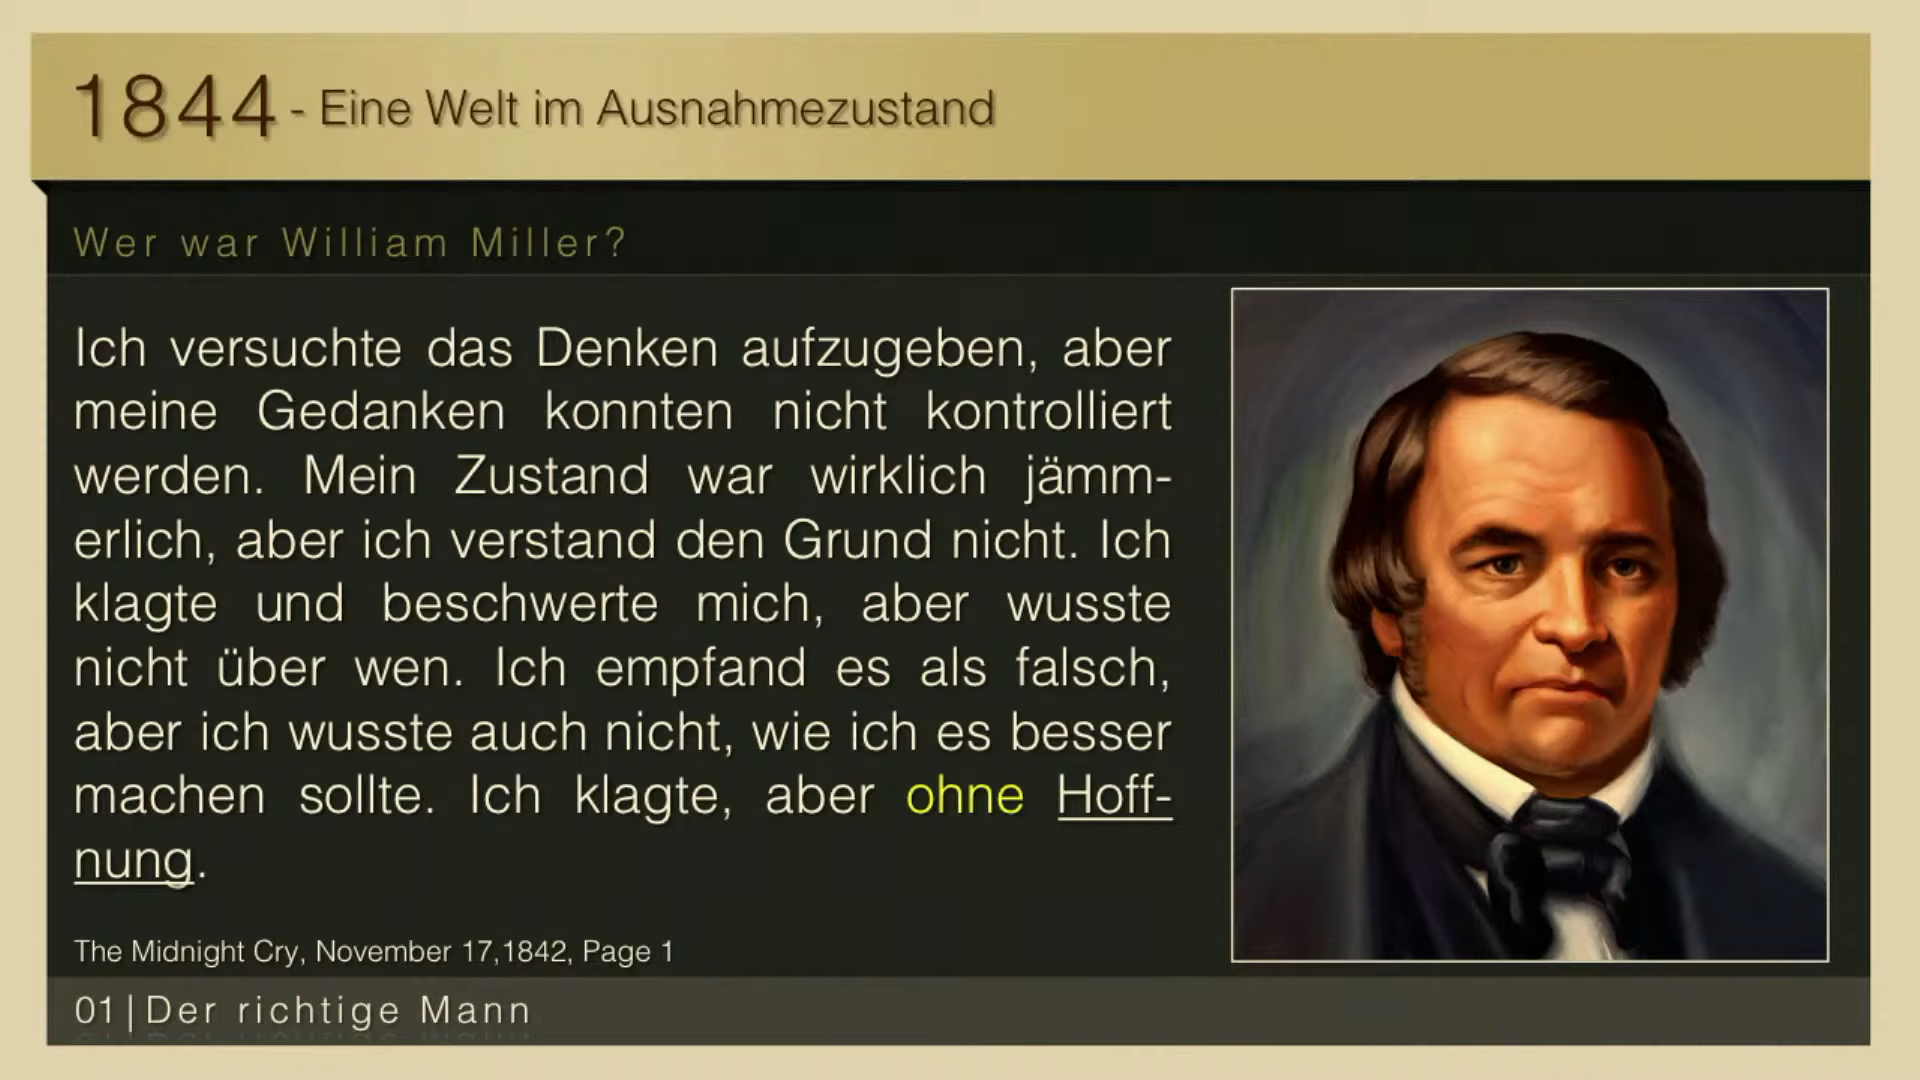 1844 - Eine Welt im Ausnahmezustand
Wer war William Miller?
Ich versuchte das Denken aufzugeben, aber
meine Gedanken konnten nicht kontrolliert
werden. Mein Zustand war wirklich jämm-
erlich, aber ich verstand den Grund nicht. Ich
klagte und beschwerte mich, aber wusste
nicht über wen. Ich empfand es als falsch,
aber ich wusste auch nicht, wie ich es besser
machen sollte. Ich klagte, aber ohne Hoff-
nung.
The Midnight Cry, November 17,1842, Page 1
01|Der richtige Mann